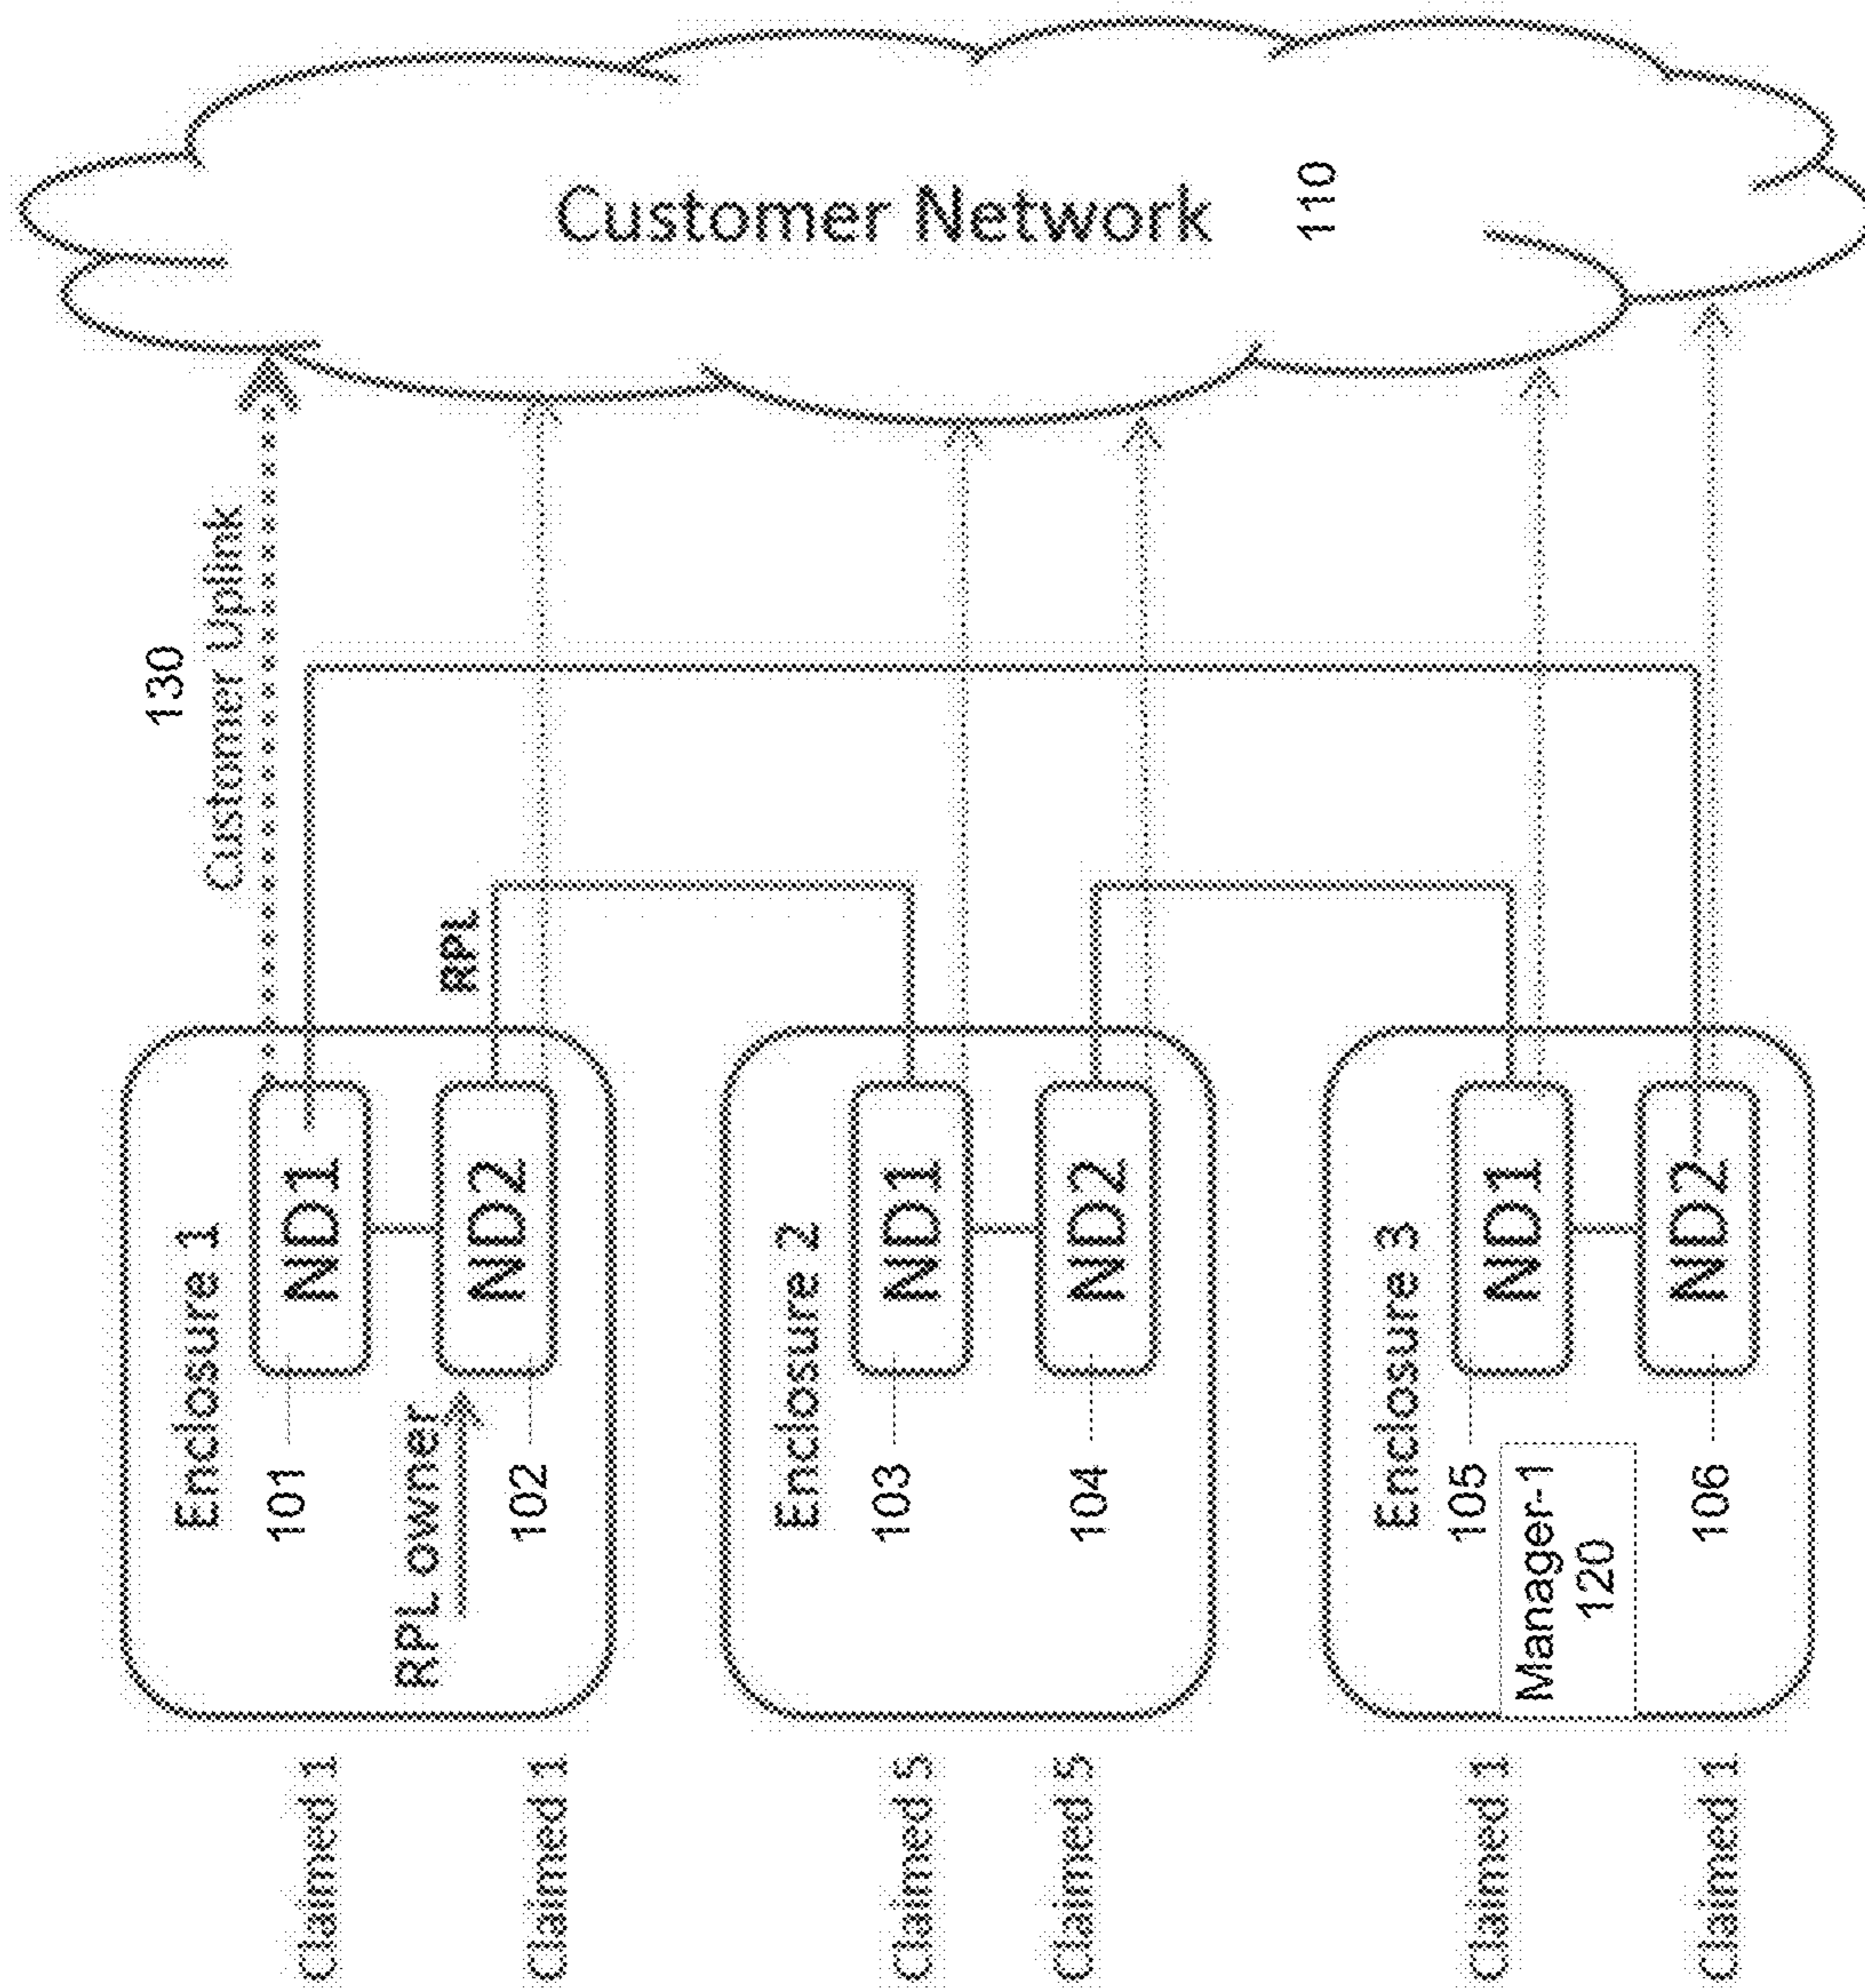 130
Customer Uplink
Enclosure 1
Claimed 1
101
ND1
RPL owner
RPL
Claimed 1
102
ND2
Enclosure 2
Claimed 5
103
ND1
Customer Network
Claimed 5
104
ND2
110
Enclosure 3
Claimed 1
105
ND1
Manager-1
120
Claimed 1
106
ND2